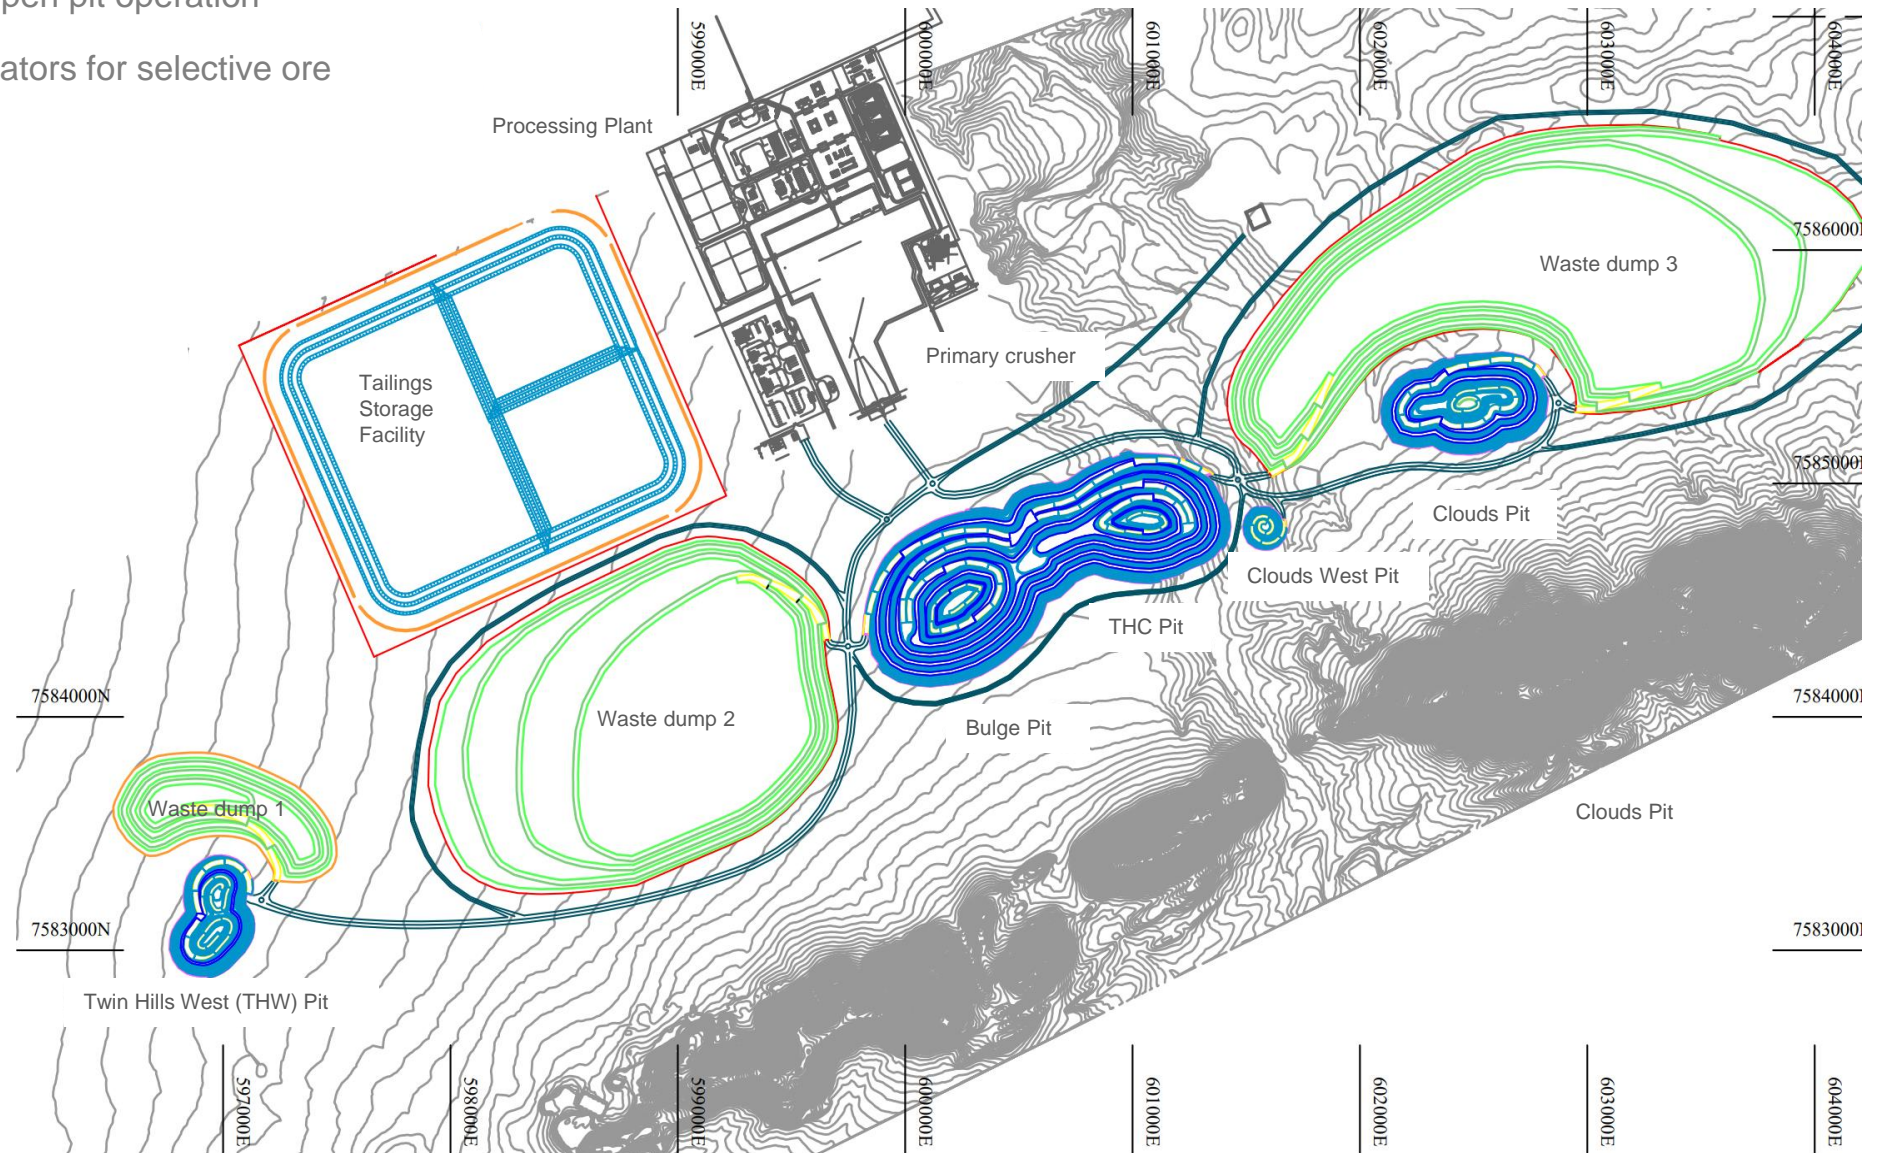 pen pit operation
ators for selective ore
599000E
600000E
601000E
602000E
603000E
604000E
Processing Plant
7586000
Waste dump 3
Primary crusher
Tailings
Storage
Facility
7585000
Clouds Pit
Clouds West Pit
THC Pit
7584000N
7584000
Waste dump 2
Bulge Pit
Waste dump 1
Clouds Pit
7583000N
7583000
Twin Hills West (THW) Pit
597000E
598000E
599000E
600000E
601000E
602000E
603000E
604000E